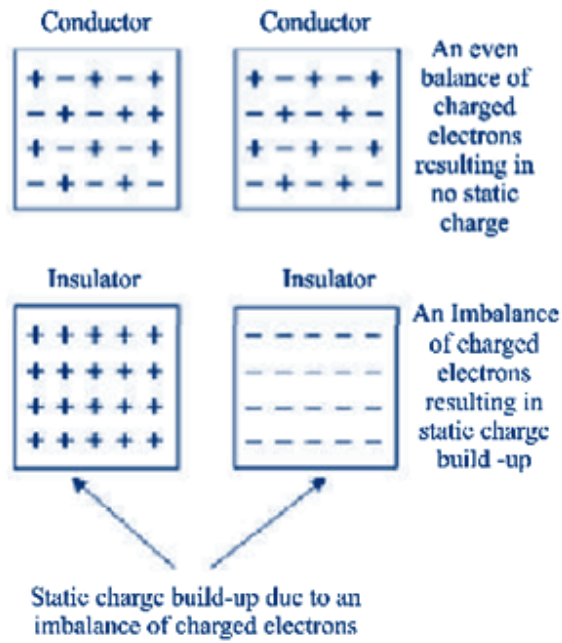 Conductor
Conductor
An even
balance of
charged
electrons
resulting in
no static
charge
Insulator
Insulator
An Imbalance
of charged
electrons
resulting in
static charge
build -up
Static charge build-up due to an
imbalance of charged electrons